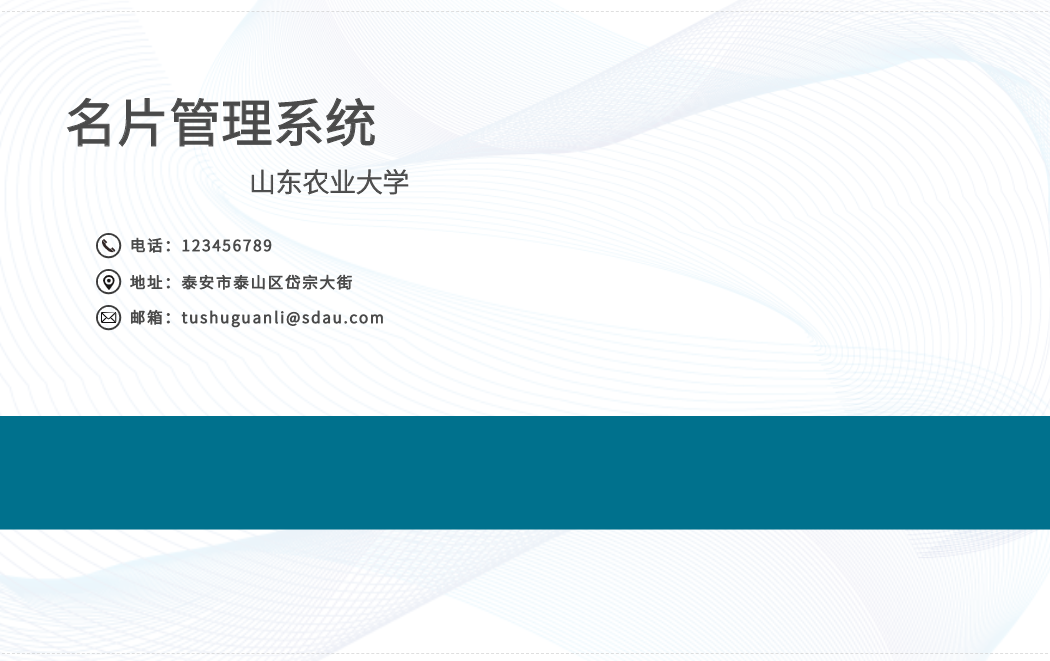 名片管理系统
山东农业大学
电话：123456789
地址：泰安市泰山区岱宗大街
邮箱：tushuguanli@sdau.com